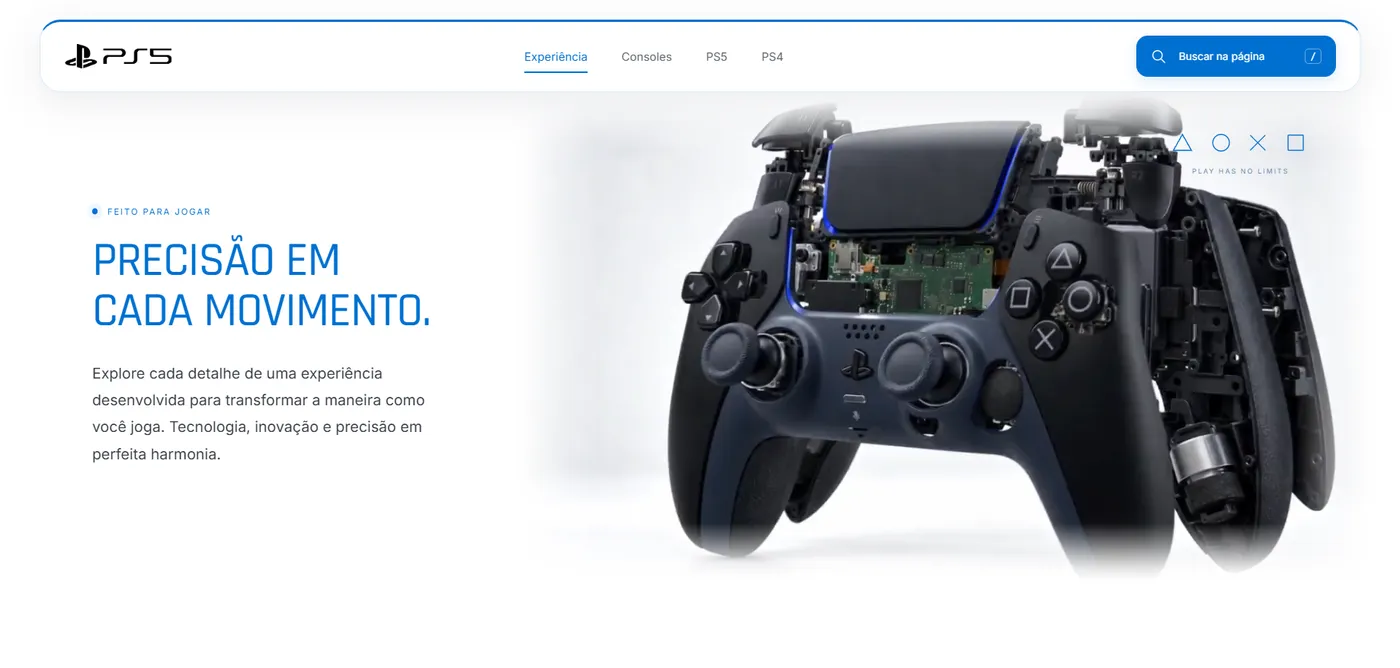 PS5
Experiência
Consoles
PS5
PS4
Buscar na página
/
PLAY HAS NO LIMITS
FEITO PARA JOGAR
PRECISÃO EM
CADA MOVIMENTO.
Explore cada detalhe de uma experiência
desenvolvida para transformar a maneira como
você joga. Tecnologia, inovação e precisão em
perfeita harmonia.